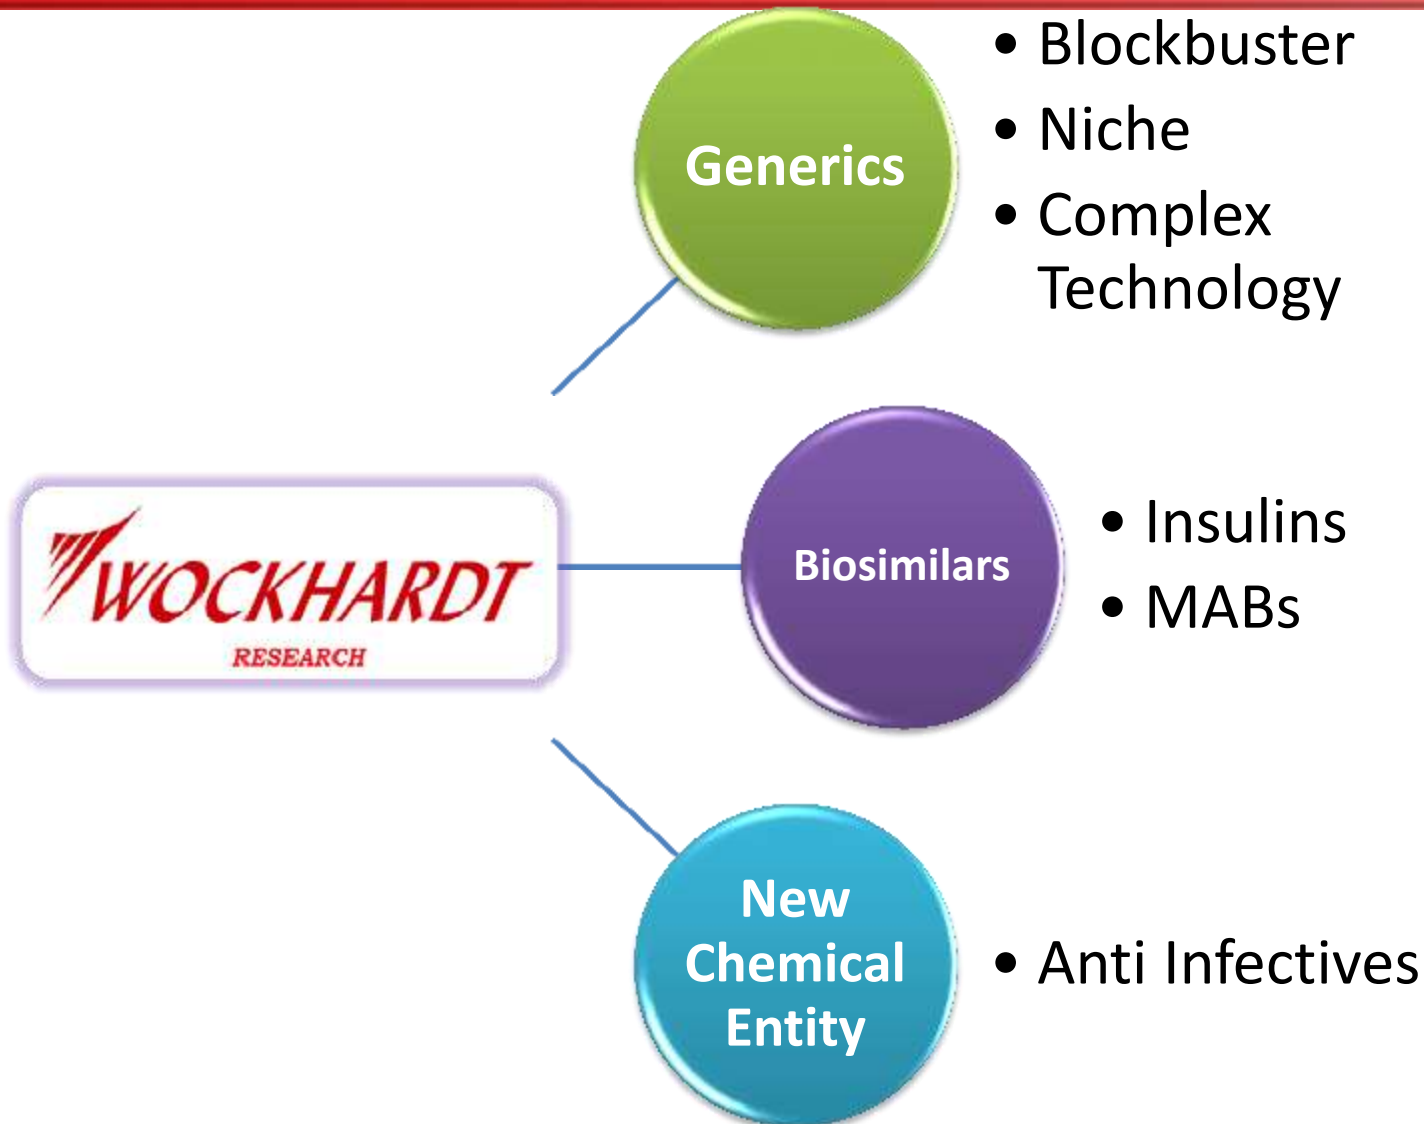 WOCKHARDT
RESEARCH
Generics
• Blockbuster
• Niche
• Complex
Technology
Biosimilars
• Insulins
• MABs
New
Chemical
Entity
• Anti Infectives